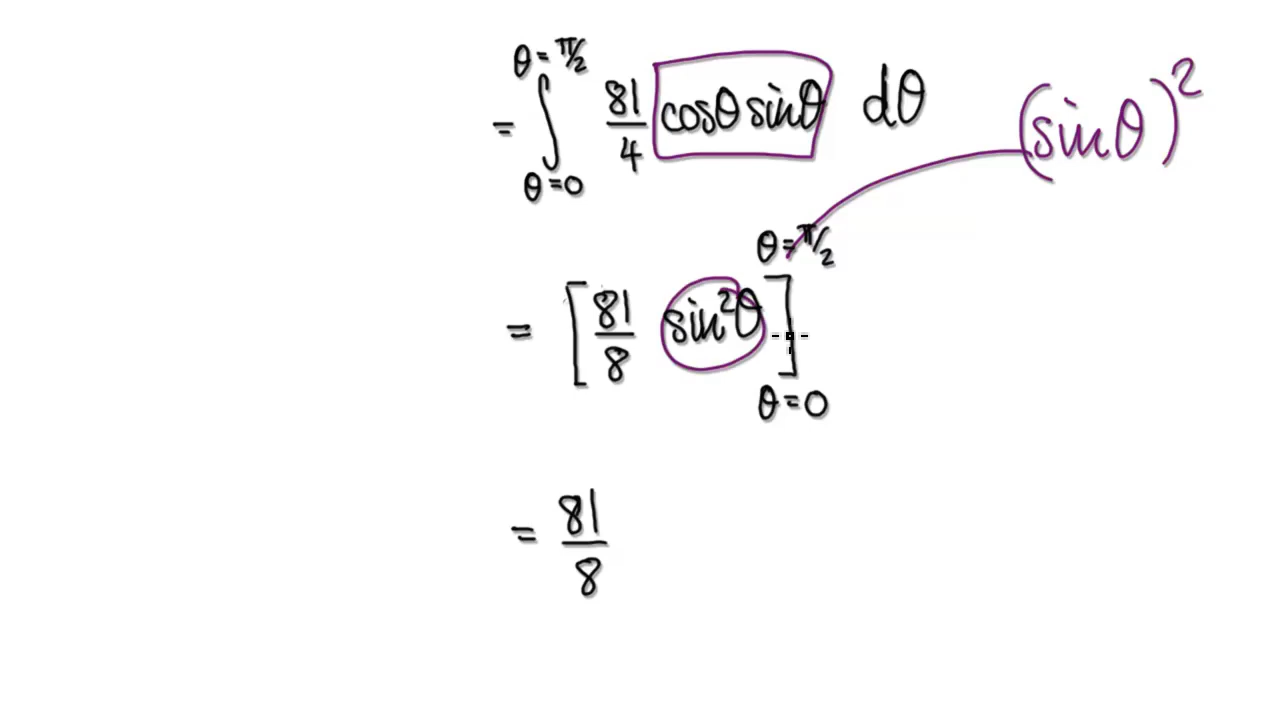 = ∫_{θ=0}^{θ=π/2} 81/4 cosθ sinθ dθ (sinθ)²
= [81/8 sin²θ]_{θ=0}^{θ=π/2}
= 81/8